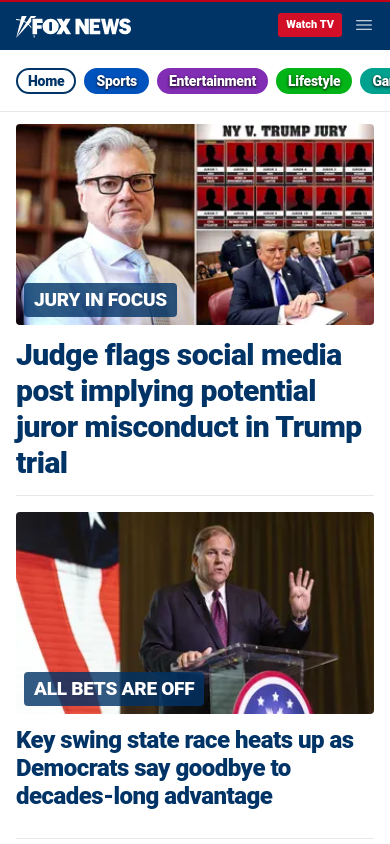 FOX NEWS
Watch TV
Home
Sports
Entertainment
Lifestyle
Ga
NY V. TRUMP JURY
JURY IN FOCUS
Judge flags social media
post implying potential
juror misconduct in Trump
trial
ALL BETS ARE OFF
Key swing state race heats up as
Democrats say goodbye to
decades-long advantage